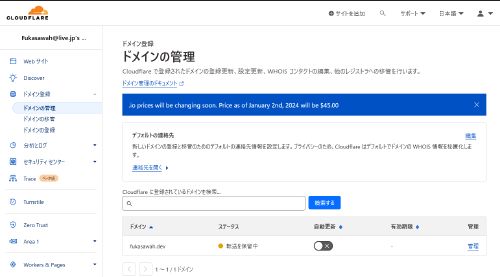 CLOUDFLARE
サイトを追加
サポート
日本語
Fukasawah@live.jp's ...
Web サイト
Discover
ドメイン登録
ドメインの管理
ドメインの移管
ドメインの登録
分析とログ
セキュリティ センター
Trace
Turnstile
Zero Trust
Area 1
Workers & Pages
ドメイン登録
ドメインの管理
Cloudflare で登録されたドメインの登録更新、設定更新、WHOIS コンタクトの編集、他のレジストラへの移管を行います。
ドメイン管理のドキュメント
.io prices will be changing soon. Price as of January 2nd, 2024 will be $45.00
デフォルトの連絡先
編集
新しいドメインの登録と移管のためのデフォルトの連絡先情報を設定します。プライバシーのため、Cloudflare はデフォルトでドメインの WHOIS 情報を秘匿化します。
連絡先を開く
Cloudflare に登録されているドメインを検索...
検索する
ドメイン
ステータス
自動更新
有効期限
管理
fukasawah.dev
転送を保留中
-
管理
1 ～ 1 / 1 ドメイン